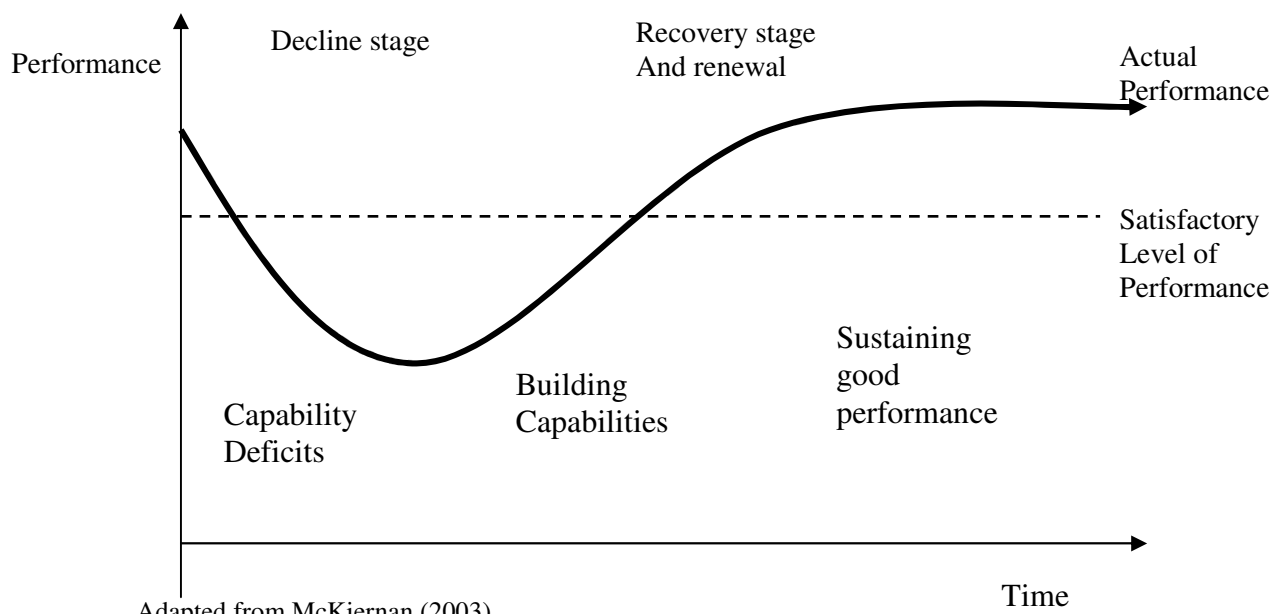 Decline stage
Recovery stage
And renewal
Performance
Actual
Performance
Satisfactory
Level of
Performance
Sustaining
good
performance
Building
Capabilities
Capability
Deficits
Time
Adapted from McKiernan (2003)